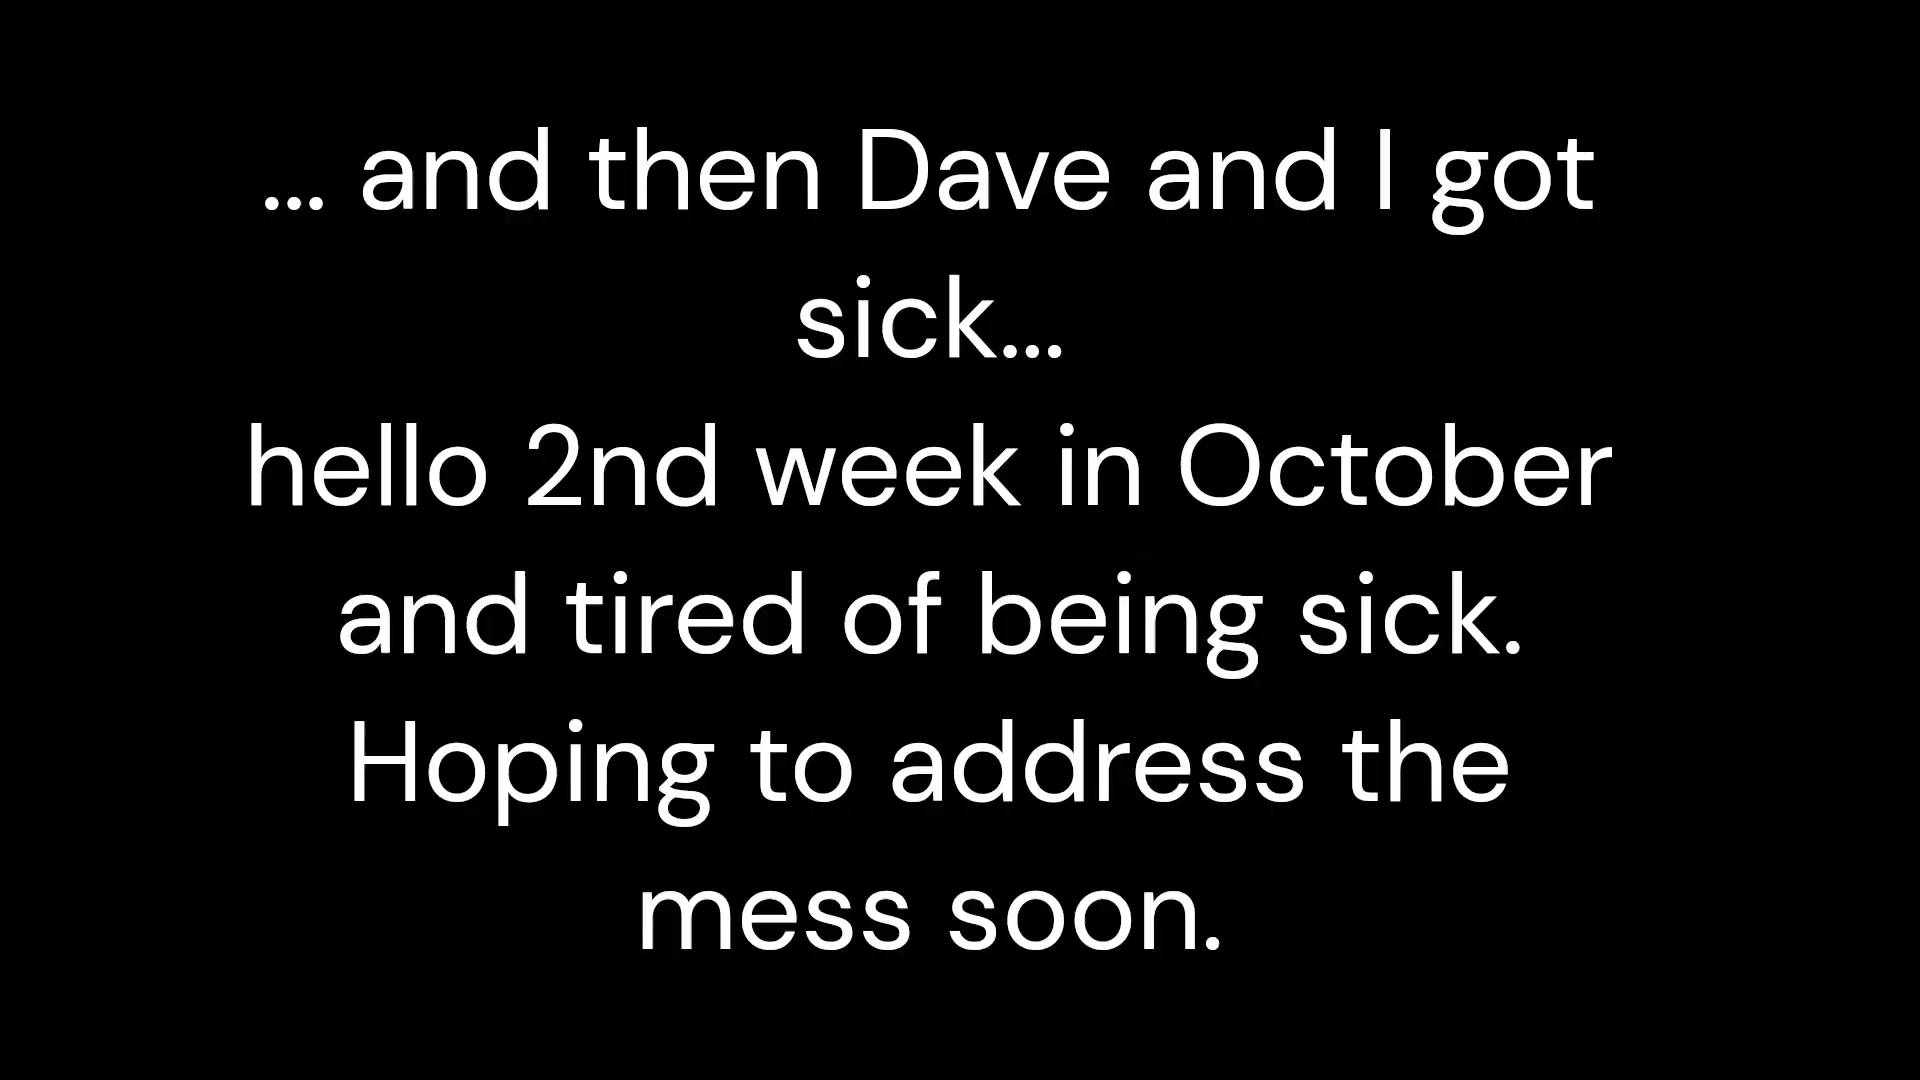 ... and then Dave and I got
sick...
hello 2nd week in October
and tired of being sick.
Hoping to address the
mess soon.